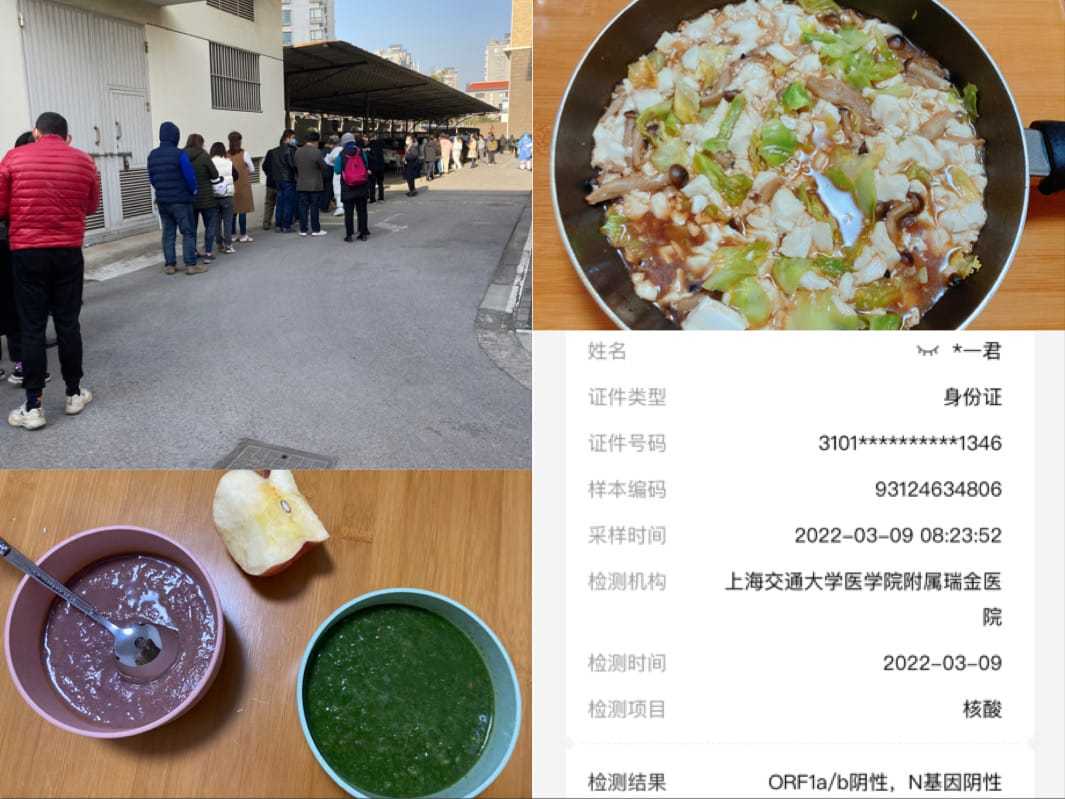 姓名 *一君
证件类型 身份证
证件号码 3101**********1346
样本编码 93124634806
采样时间 2022-03-09 08:23:52
检测机构 上海交通大学医学院附属瑞金医
院
检测时间 2022-03-09
检测项目 核酸
检测结果 ORF1a/b阴性，N基因阴性